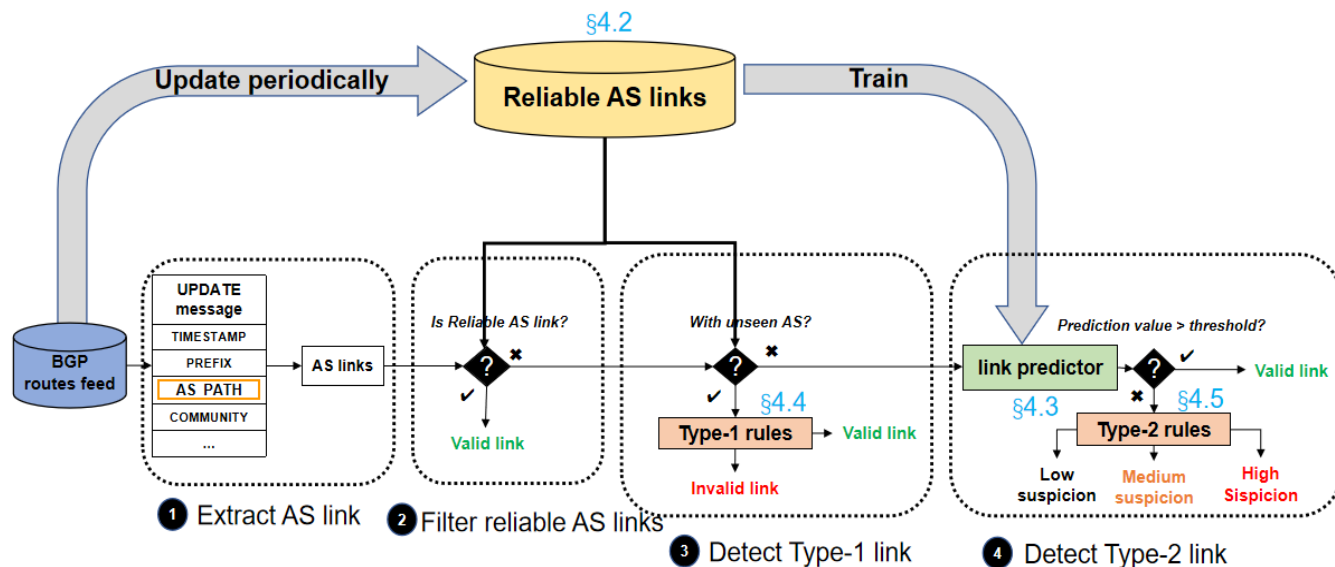 §4.2
Update periodically
Reliable AS links
Train
UPDATE
message
TIMESTAMP
PREFIX
AS PATH
COMMUNITY
...
BGP
routes feed
AS links
Is Reliable AS link?
?
✖
✔
Valid link
With unseen AS?
?
✖
✔
§4.4
Type-1 rules
Valid link
Invalid link
Prediction value > threshold?
link predictor
§4.3
?
✔
✖
Valid link
§4.5
Type-2 rules
Low
suspicion
Medium
suspicion
High
Sispicion
1 Extract AS link
2 Filter reliable AS links
3 Detect Type-1 link
4 Detect Type-2 link